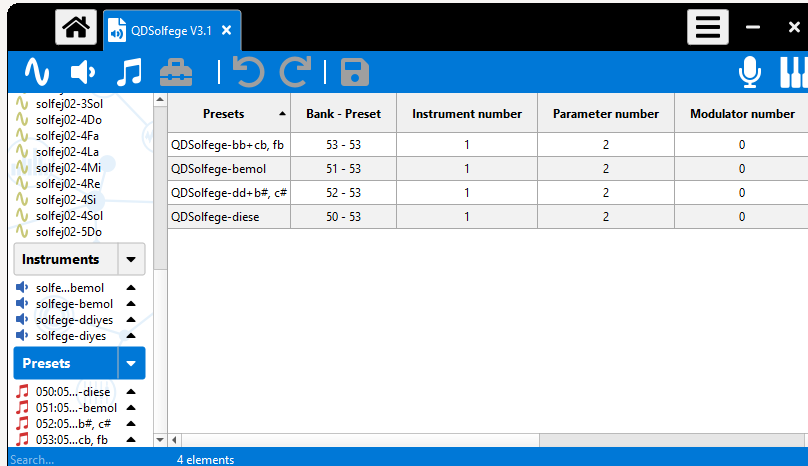 QDSolfege V3.1
solfej02-3Sol
solfej02-4Do
solfej02-4Fa
solfej02-4La
solfej02-4Mi
solfej02-4Re
solfej02-4Si
solfej02-4Sol
solfej02-5Do
Instruments
solfe...bemol
solfege-bemol
solfege-ddiyes
solfege-diyes
Presets
050:05...-diese
051:05...-bemol
052:05...b#, c#
053:05...cb, fb
Search...
Presets Bank - Preset Instrument number Parameter number Modulator number
QDSolfege-bb+cb, fb 53 - 53 1 2 0
QDSolfege-bemol 51 - 53 1 2 0
QDSolfege-dd+b#, c# 52 - 53 1 2 0
QDSolfege-diese 50 - 53 1 2 0
4 elements